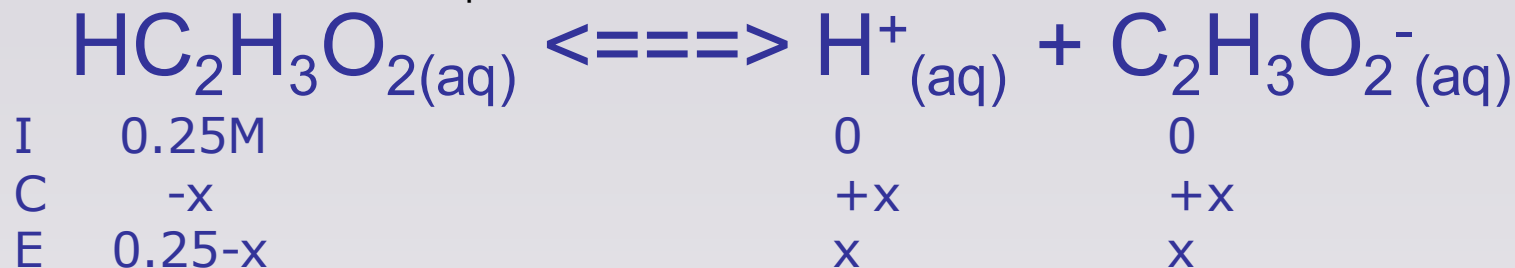 HC₂H₃O₂(aq) <===> H⁺(aq) + C₂H₃O₂⁻(aq)
I 0.25M 0 0
C -x +x +x
E 0.25-x x x